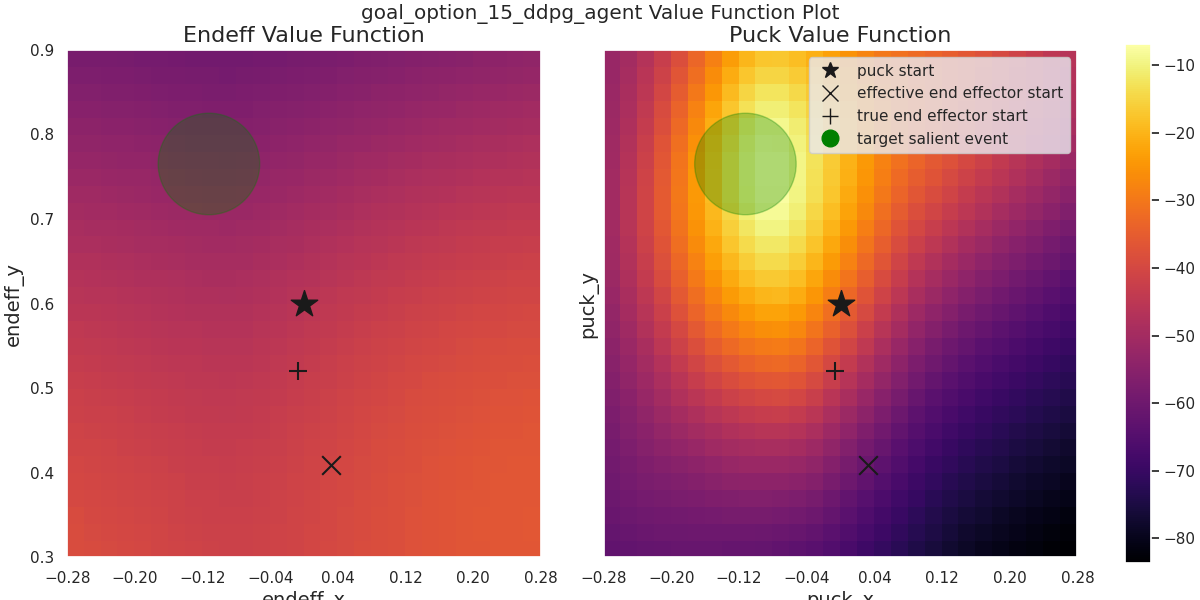 goal_option_15_ddpg_agent Value Function Plot
Endeff Value Function
Puck Value Function
puck start
effective end effector start
true end effector start
target salient event
endeff_y
0.9
0.8
0.7
0.6
0.5
0.4
0.3
−0.28 −0.20 −0.12 −0.04 0.04 0.12 0.20 0.28
endeff_x
puck_y
−0.28 −0.20 −0.12 −0.04 0.04 0.12 0.20 0.28
puck_x
−10
−20
−30
−40
−50
−60
−70
−80